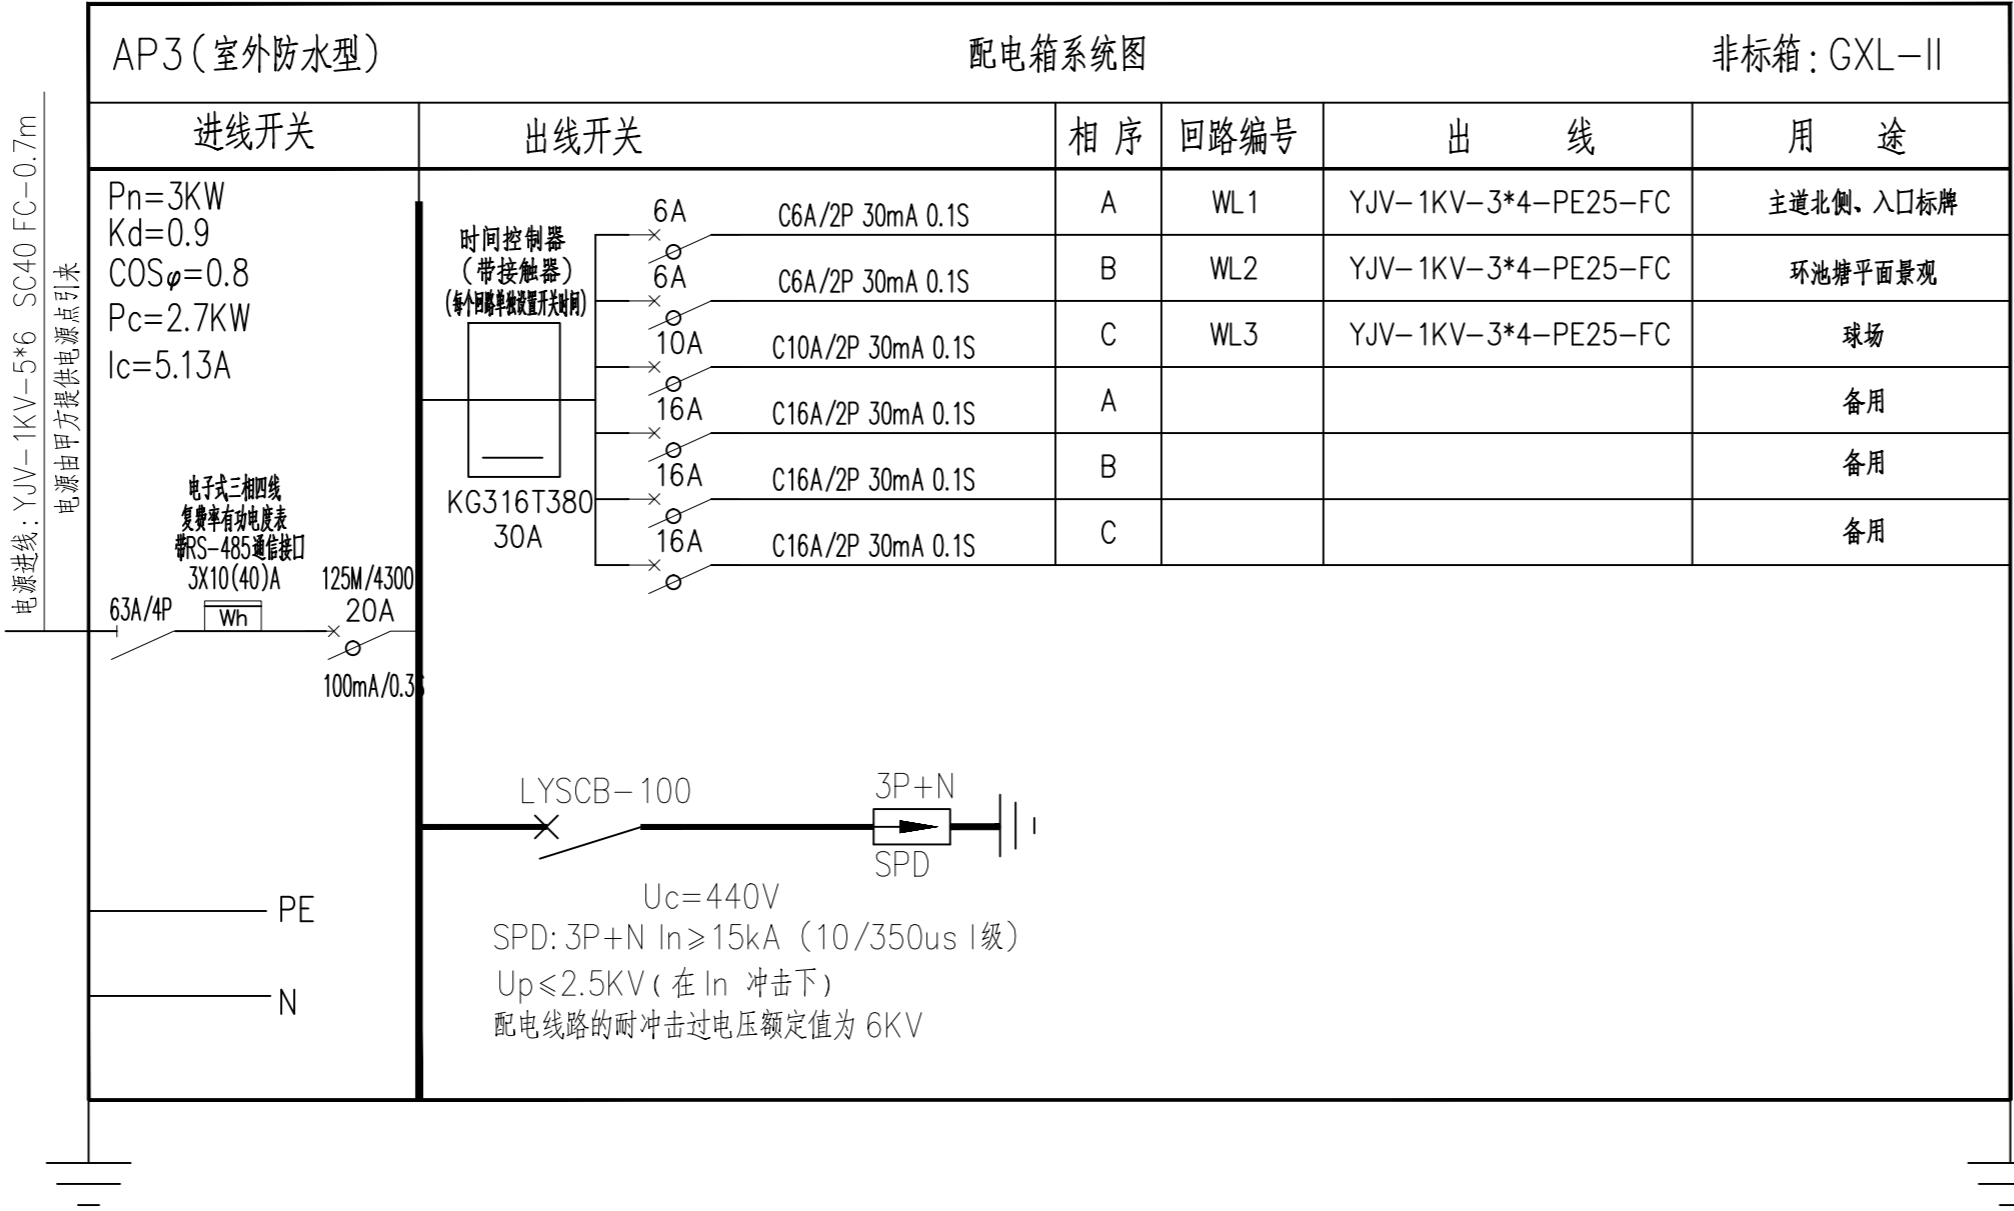 AP3(室外防水型)
配电箱系统图
非标箱:GXL-II
进线开关
出线开关
相 序
回路编号
出 线
用 途
电源进线:YJV-1KV-5*6 SC40 FC-0.7m
电源由甲方提供电源点引来
Pn=3KW
Kd=0.9
COSφ=0.8
Pc=2.7KW
Ic=5.13A
电子式三相四线
复费率有功电度表
带RS-485通信接口
3X10(40)A
63A/4P
Wh
125M/4300
20A
100mA/0.3S
PE
N
时间控制器
(带接触器)
(每个回路单独设置开关时间)
KG316T380
30A
6A
C6A/2P 30mA 0.1S
A
WL1
YJV-1KV-3*4-PE25-FC
主道北侧、入口标牌
6A
C6A/2P 30mA 0.1S
B
WL2
YJV-1KV-3*4-PE25-FC
环池塘平面景观
10A
C10A/2P 30mA 0.1S
C
WL3
YJV-1KV-3*4-PE25-FC
球场
16A
C16A/2P 30mA 0.1S
A
备用
16A
C16A/2P 30mA 0.1S
B
备用
16A
C16A/2P 30mA 0.1S
C
备用
LYSCB-100
3P+N
SPD
Uc=440V
SPD:3P+N In≥15kA (10/350us I级)
Up≤2.5KV(在In 冲击下)
配电线路的耐冲击过电压额定值为 6KV